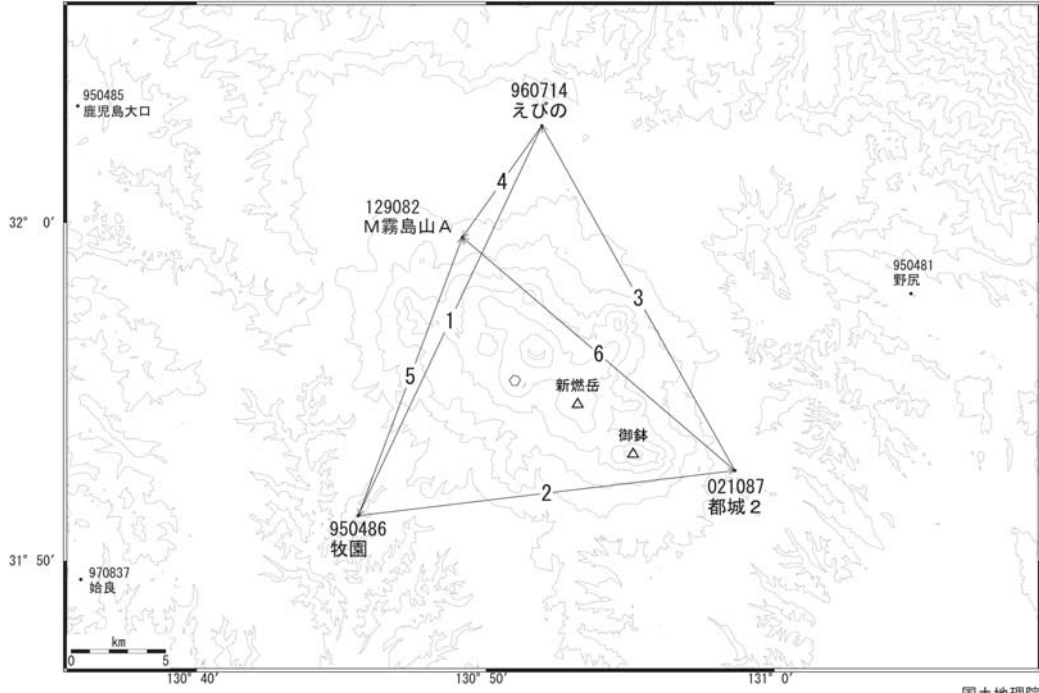 960714
えびの
950485
鹿児島大口
4
129082
M霧島山A
32° 0′
950481
野尻
3
1
6
5
新燃岳
御鉢
2
021087
都城2
950486
牧園
31° 50′
970837
姶良
km
0 5
130° 40′
130° 50′
131° 0′
国土地理院